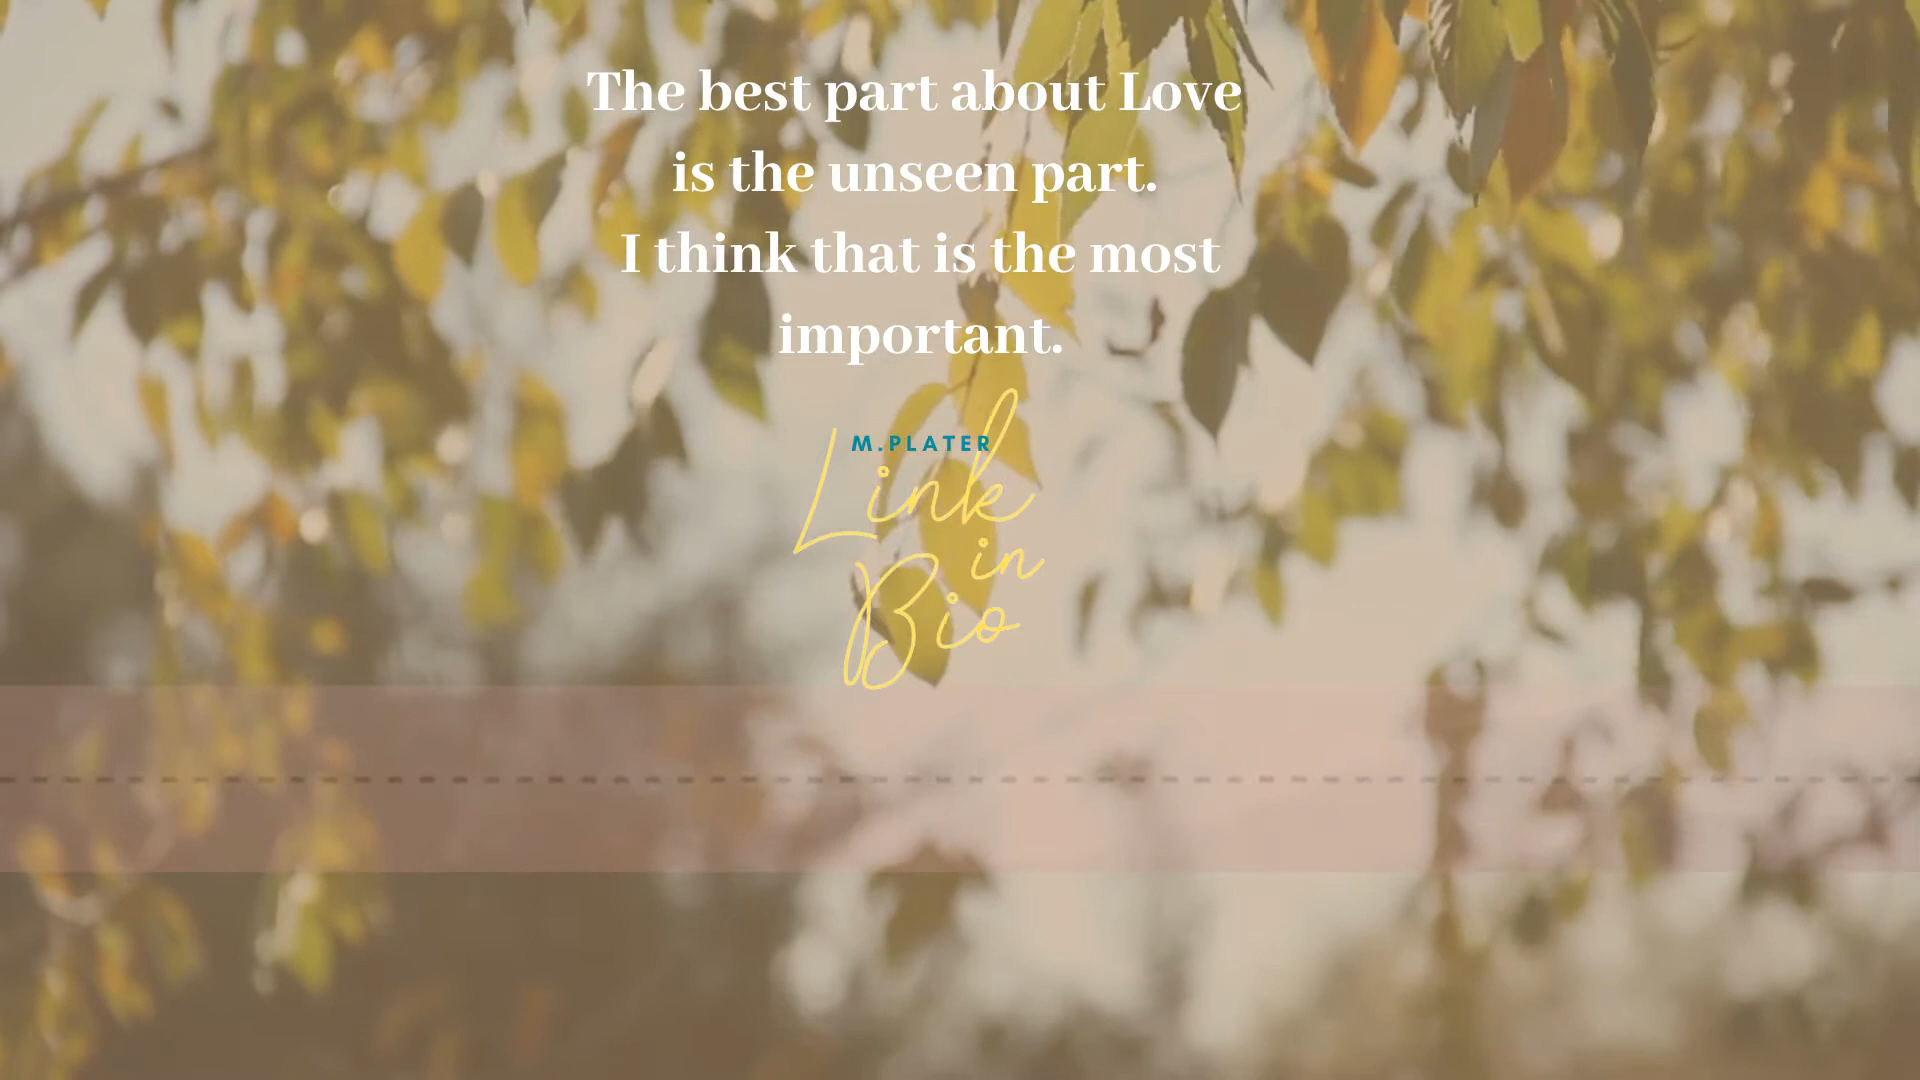 The best part about Love
is the unseen part.
I think that is the most
important.
M.PLATER
Link
in
Bio